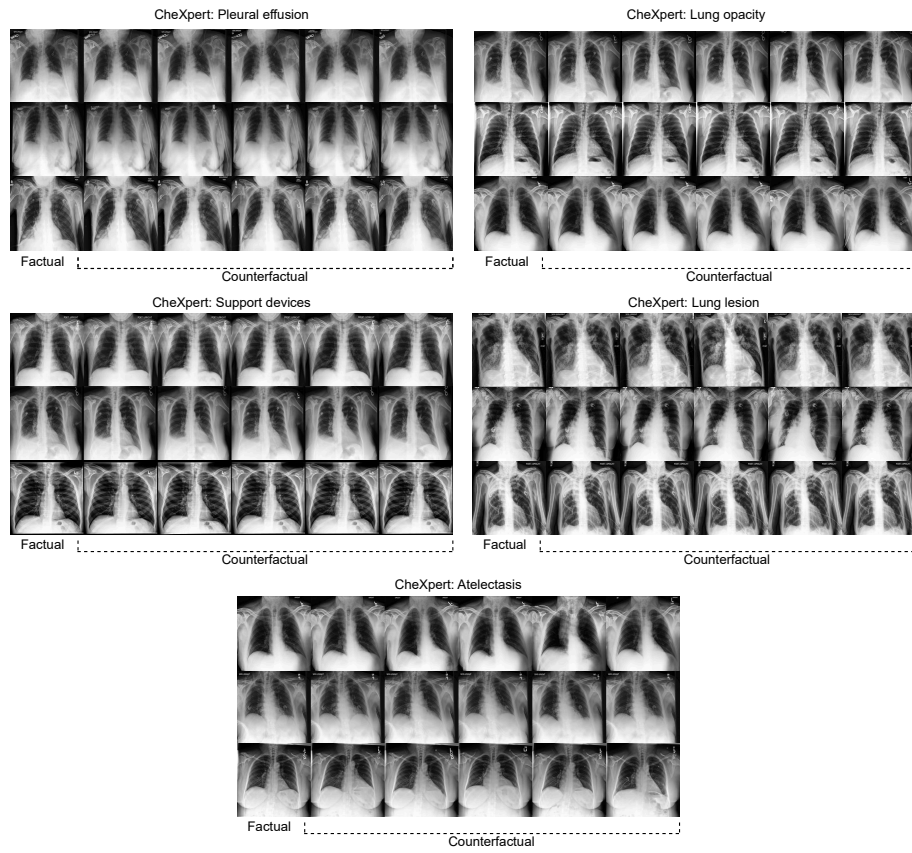 CheXpert: Pleural effusion
CheXpert: Lung opacity
Factual
Counterfactual
Factual
Counterfactual
CheXpert: Support devices
CheXpert: Lung lesion
Factual
Counterfactual
Factual
Counterfactual
CheXpert: Atelectasis
Factual
Counterfactual